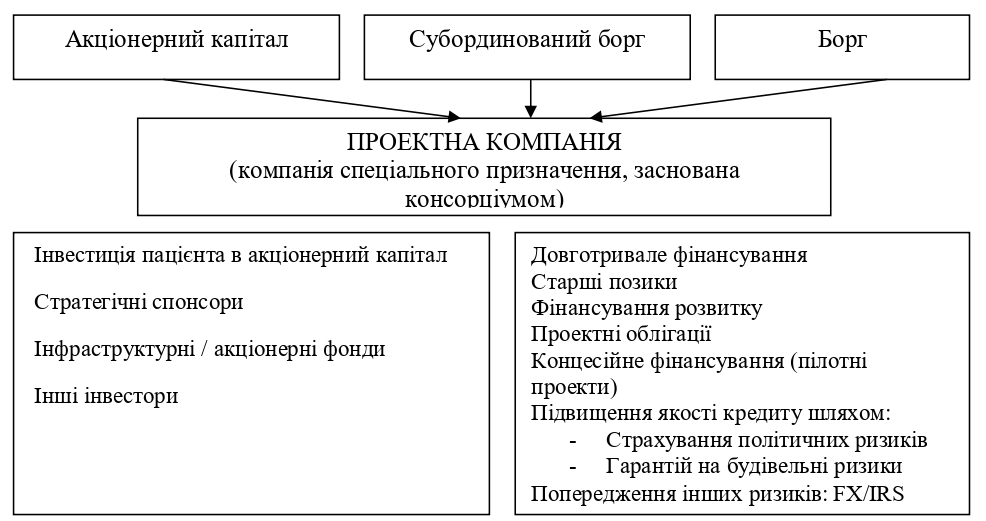 Акціонерний капітал
Субординований борг
Борг
ПРОЕКТНА КОМПАНІЯ
(компанія спеціального призначення, заснована
консорціумом)
Інвестиція пацієнта в акціонерний капітал
Стратегічні спонсори
Інфраструктурні / акціонерні фонди
Інші інвестори
Довготривале фінансування
Старші позики
Фінансування розвитку
Проектні облігації
Концесійне фінансування (пілотні
проекти)
Підвищення якості кредиту шляхом:
- Страхування політичних ризиків
- Гарантій на будівельні ризики
Попередження інших ризиків: FX/IRS